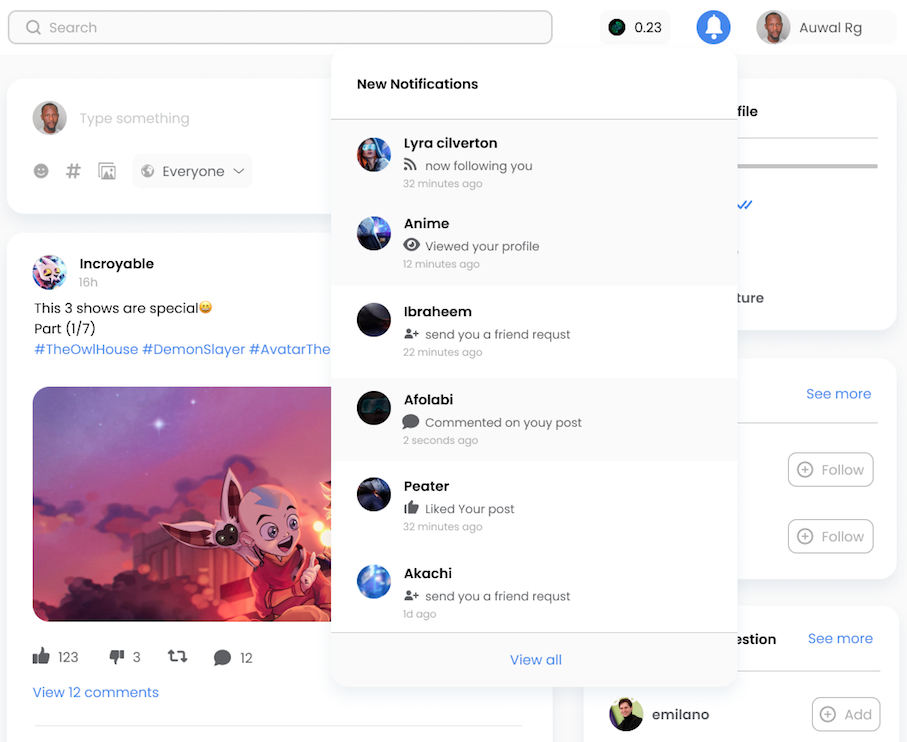 Search
0.23
Auwal Rg
Type something
Everyone
Incroyable
16h
This 3 shows are special😀
Part (1/7)
#TheOwlHouse #DemonSlayer #AvatarThe
123
3
12
View 12 comments
New Notifications
Lyra cilverton
now following you
32 minutes ago
Anime
Viewed your profile
12 minutes ago
Ibraheem
send you a friend requst
22 minutes ago
Afolabi
Commented on youy post
2 seconds ago
Peater
Liked Your post
32 minutes ago
Akachi
send you a friend requst
1d ago
View all
file
ture
See more
Follow
Follow
estion
See more
emilano
Add